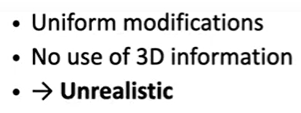 • Uniform modifications
• No use of 3D information
• → Unrealistic